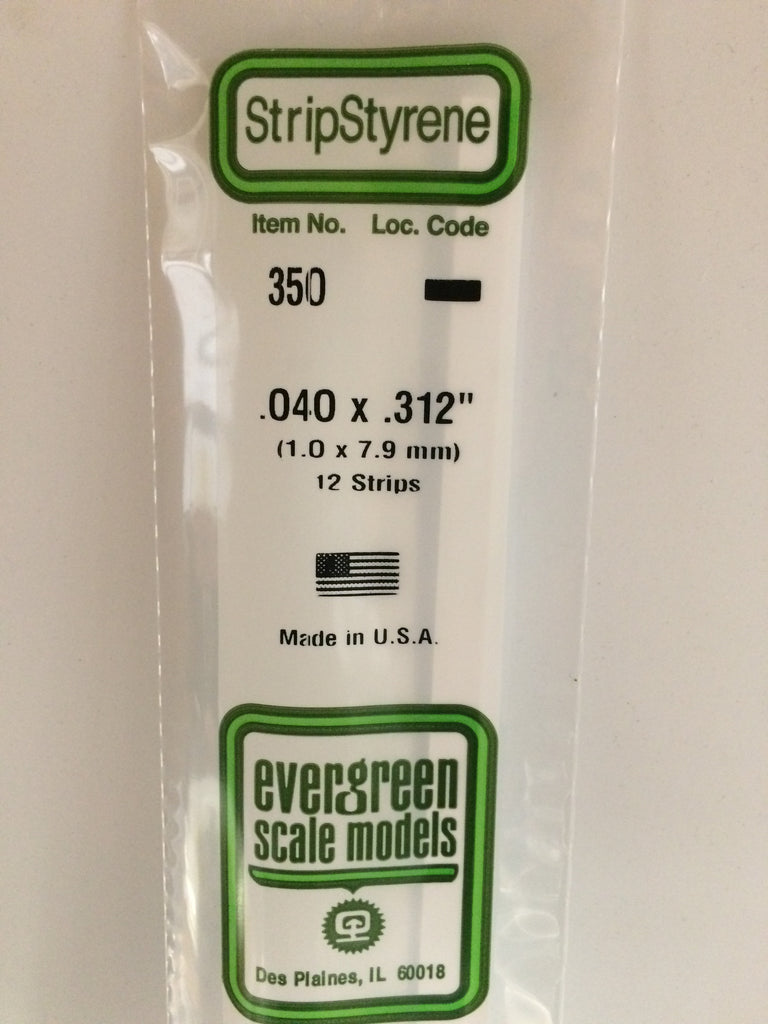 StripStyrene
Item No. Loc. Code
350
.040 x .312"
(1.0 x 7.9 mm)
12 Strips
Made in U.S.A.
evergreen
scale models
Des Plaines, IL 60018